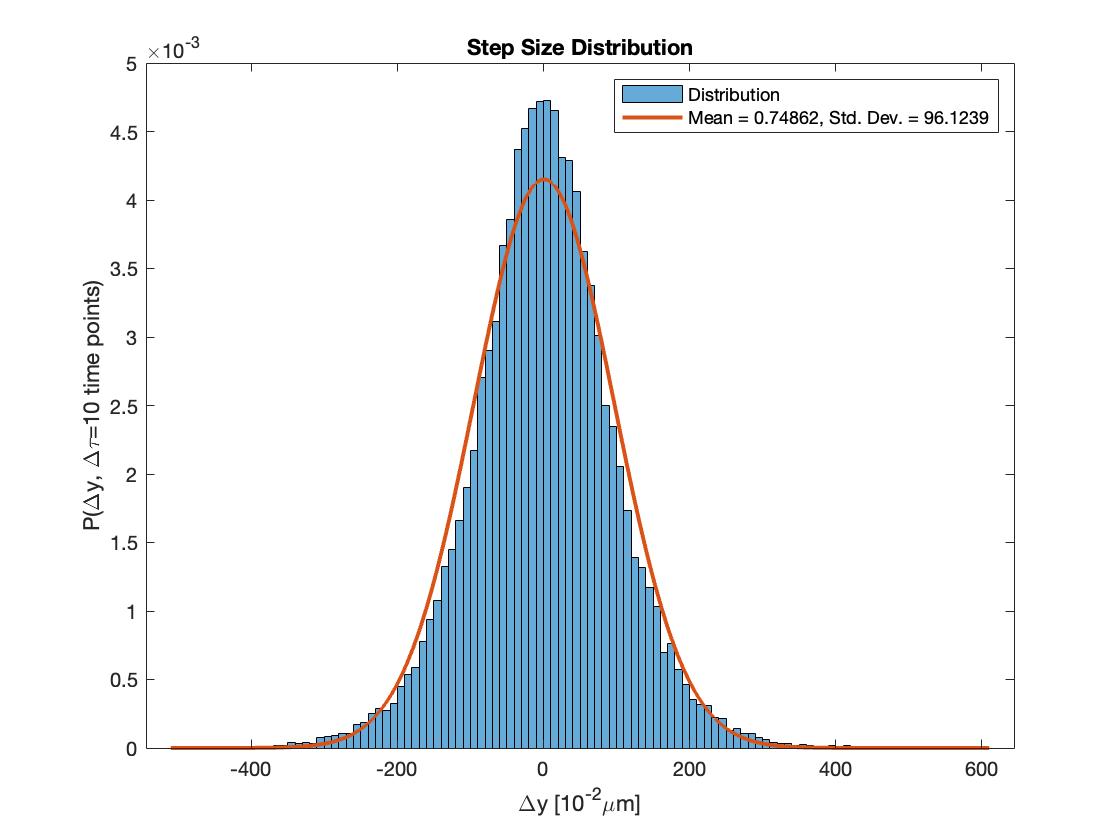 Step Size Distribution
×10⁻³
Distribution
Mean = 0.74862, Std. Dev. = 96.1239
P(Δy, Δτ=10 time points)
5
4.5
4
3.5
3
2.5
2
1.5
1
0.5
0
-400 -200 0 200 400 600
Δy [10⁻²μm]